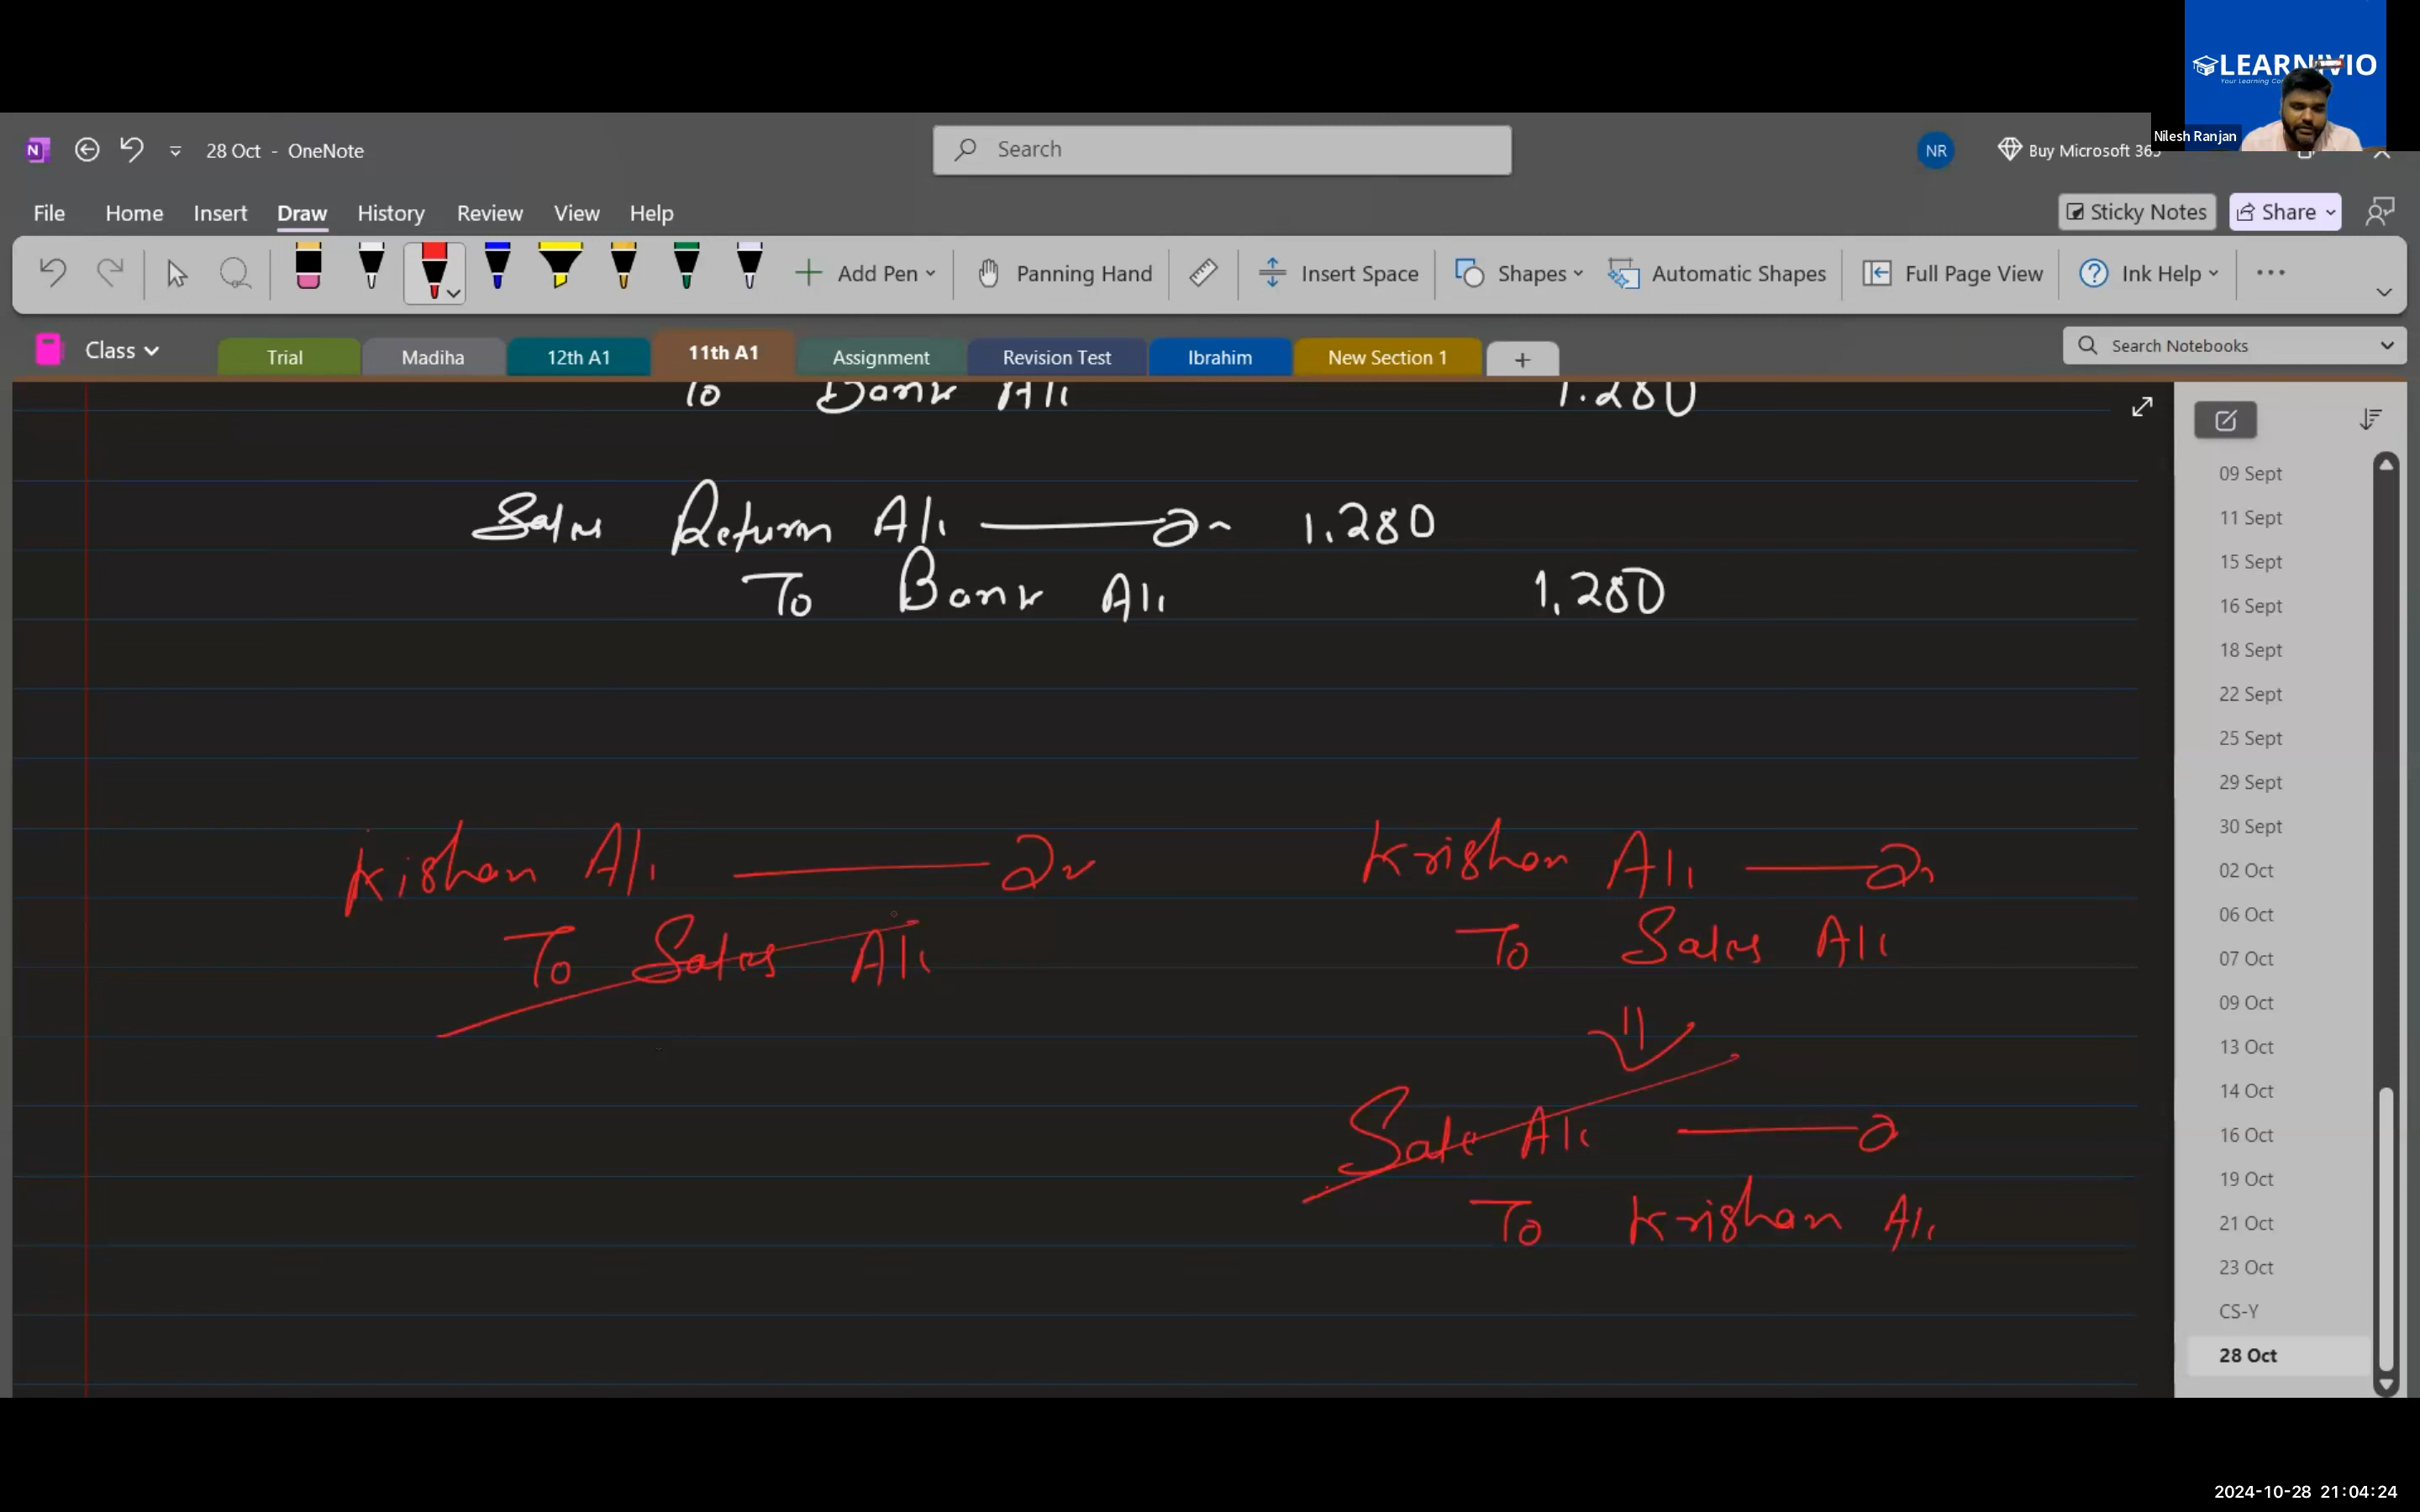 LEARNIVIO
Nilesh Ranjan
28 Oct - OneNote
Search
NR
Buy Microsoft 365
File Home Insert Draw History Review View Help
Sticky Notes
Share
Add Pen
Panning Hand
Insert Space
Shapes
Automatic Shapes
Full Page View
Ink Help
Class
Trial
Madiha
12th A1
11th A1
Assignment
Revision Test
Ibrahim
New Section 1
Search Notebooks
To Bank A/c 1.280
Sales Return A/c Dr 1,280
To Bank A/c 1,280
Kishan A/c Dr
To Sales A/c
Krishan A/c Dr
To Sales A/c
Sale A/c
To Krishan A/c
09 Sept
11 Sept
15 Sept
16 Sept
18 Sept
22 Sept
25 Sept
29 Sept
30 Sept
02 Oct
06 Oct
07 Oct
09 Oct
13 Oct
14 Oct
16 Oct
19 Oct
21 Oct
23 Oct
CS-Y
28 Oct
2024-10-28 21:04:24